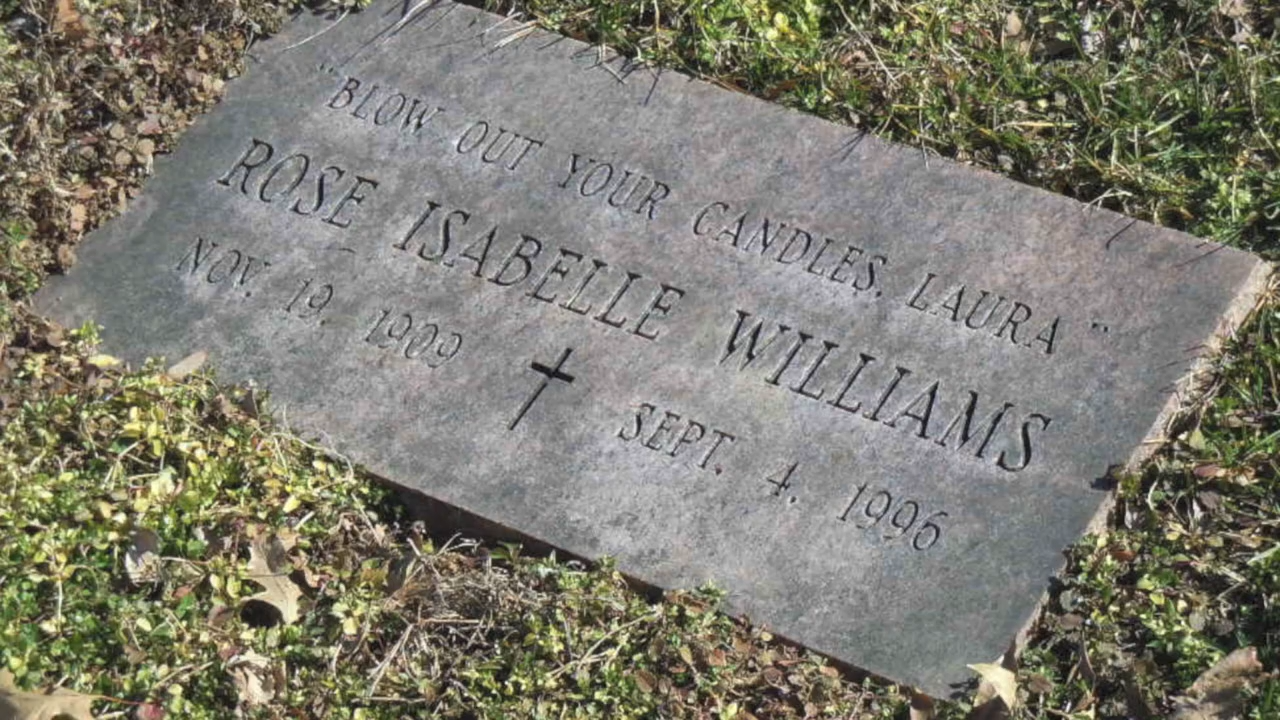 "BLOW OUT YOUR CANDLES, LAURA"
ROSE ISABELLE WILLIAMS
NOV. 19, 1909 SEPT. 4, 1996